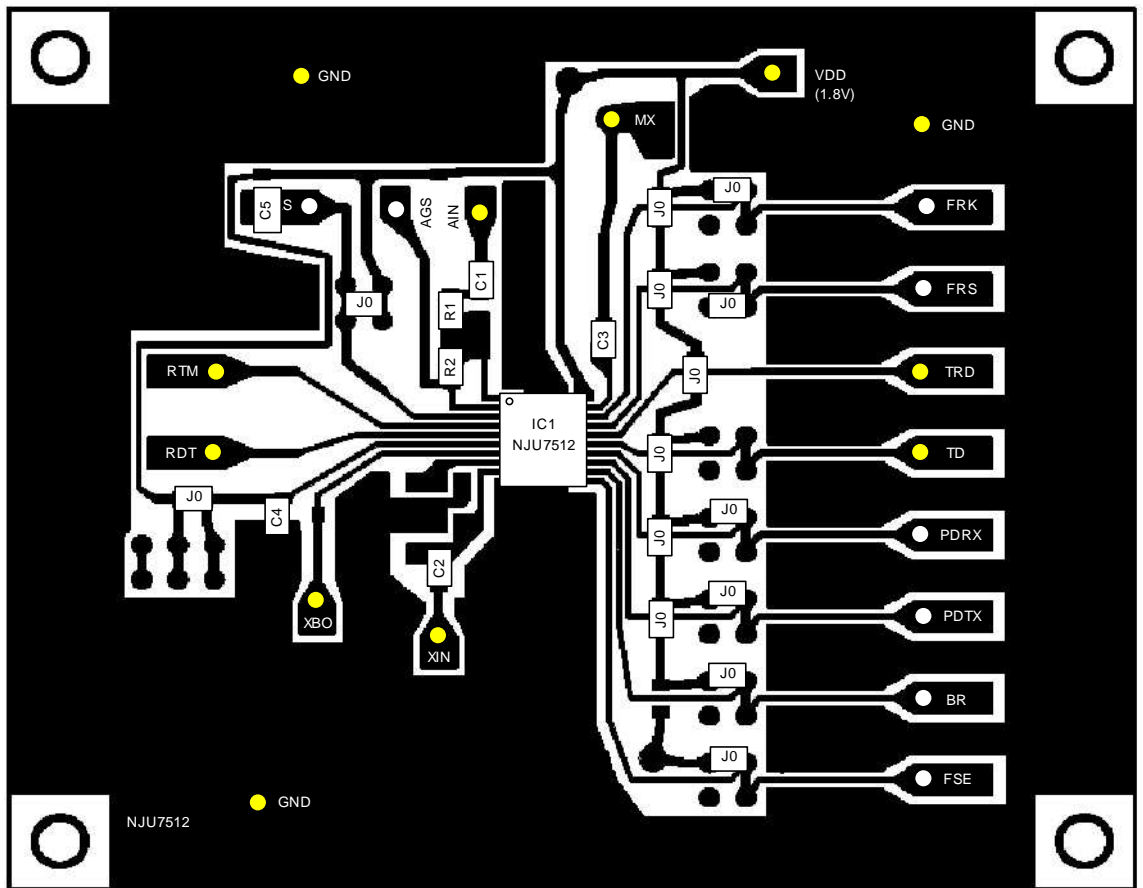 GND
VDD
(1.8V)
MX
GND
J0
C5
S
AGS
AIN
J0
FRK
C1
J0
FRS
J0
R1
J0
C3
R2
RTM
J0
TRD
IC1
NJU7512
RDT
J0
TD
J0
C4
J0
J0
PDRX
C2
J0
XBO
J0
PDTX
XIN
J0
BR
J0
FSE
GND
NJU7512